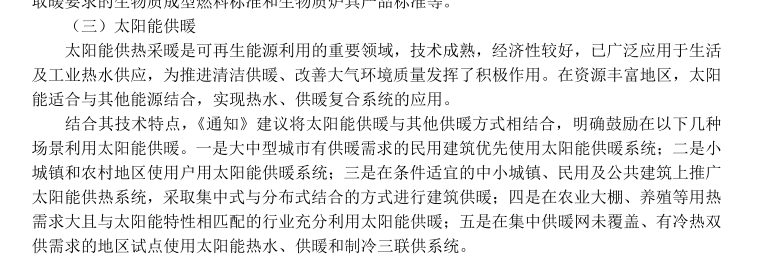 取暖要求的生物质成型燃料标准和生物质炉具产品标准等。
（三）太阳能供暖
太阳能供热采暖是可再生能源利用的重要领域，技术成熟，经济性较好，已广泛应用于生活
及工业热水供应，为推进清洁供暖、改善大气环境质量发挥了积极作用。在资源丰富地区，太阳
能适合与其他能源结合，实现热水、供暖复合系统的应用。
结合其技术特点，《通知》建议将太阳能供暖与其他供暖方式相结合，明确鼓励在以下几种
场景利用太阳能供暖。一是大中型城市有供暖需求的民用建筑优先使用太阳能供暖系统；二是小
城镇和农村地区使用户用太阳能供暖系统；三是在条件适宜的中小城镇、民用及公共建筑上推广
太阳能供热系统，采取集中式与分布式结合的方式进行建筑供暖；四是在农业大棚、养殖等用热
需求大且与太阳能特性相匹配的行业充分利用太阳能供暖；五是在集中供暖网未覆盖、有冷热双
供需求的地区试点使用太阳能热水、供暖和制冷三联供系统。